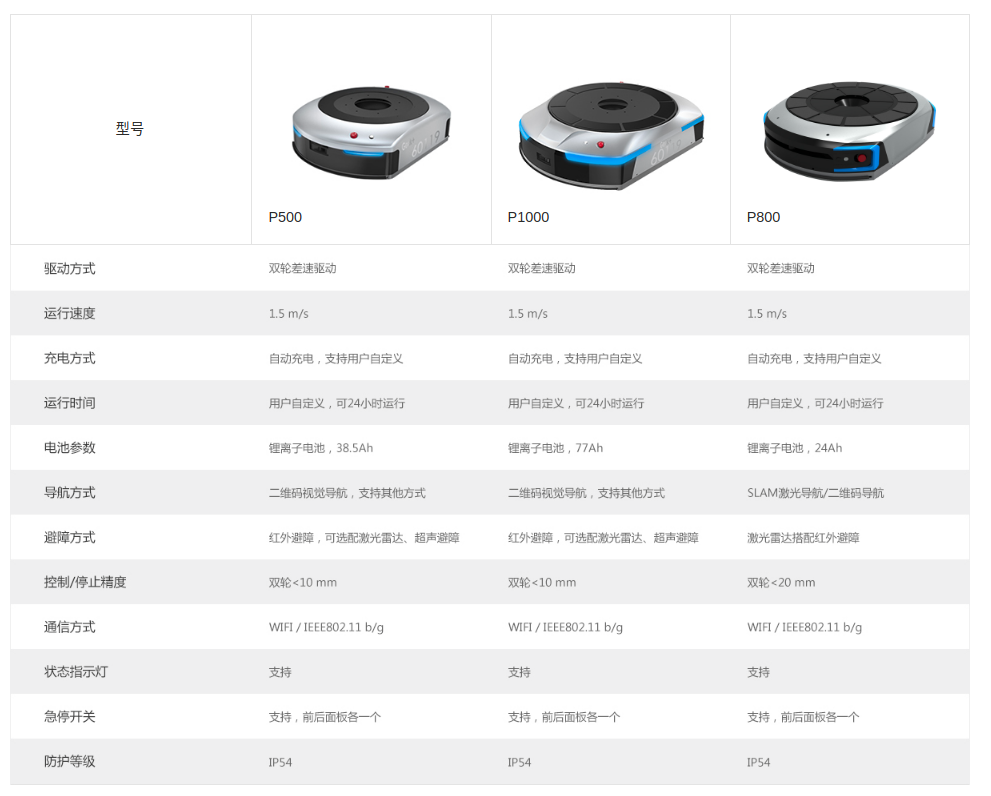 型号
P500
P1000
P800
驱动方式 双轮差速驱动 双轮差速驱动 双轮差速驱动
运行速度 1.5 m/s 1.5 m/s 1.5 m/s
充电方式 自动充电，支持用户自定义 自动充电，支持用户自定义 自动充电，支持用户自定义
运行时间 用户自定义，可24小时运行 用户自定义，可24小时运行 用户自定义，可24小时运行
电池参数 锂离子电池，38.5Ah 锂离子电池，77Ah 锂离子电池，24Ah
导航方式 二维码视觉导航，支持其他方式 二维码视觉导航，支持其他方式 SLAM激光导航/二维码导航
避障方式 红外避障，可选配激光雷达、超声避障 红外避障，可选配激光雷达、超声避障 激光雷达搭配红外避障
控制/停止精度 双轮<10 mm 双轮<10 mm 双轮<20 mm
通信方式 WIFI / IEEE802.11 b/g WIFI / IEEE802.11 b/g WIFI / IEEE802.11 b/g
状态指示灯 支持 支持 支持
急停开关 支持，前后面板各一个 支持，前后面板各一个 支持，前后面板各一个
防护等级 IP54 IP54 IP54